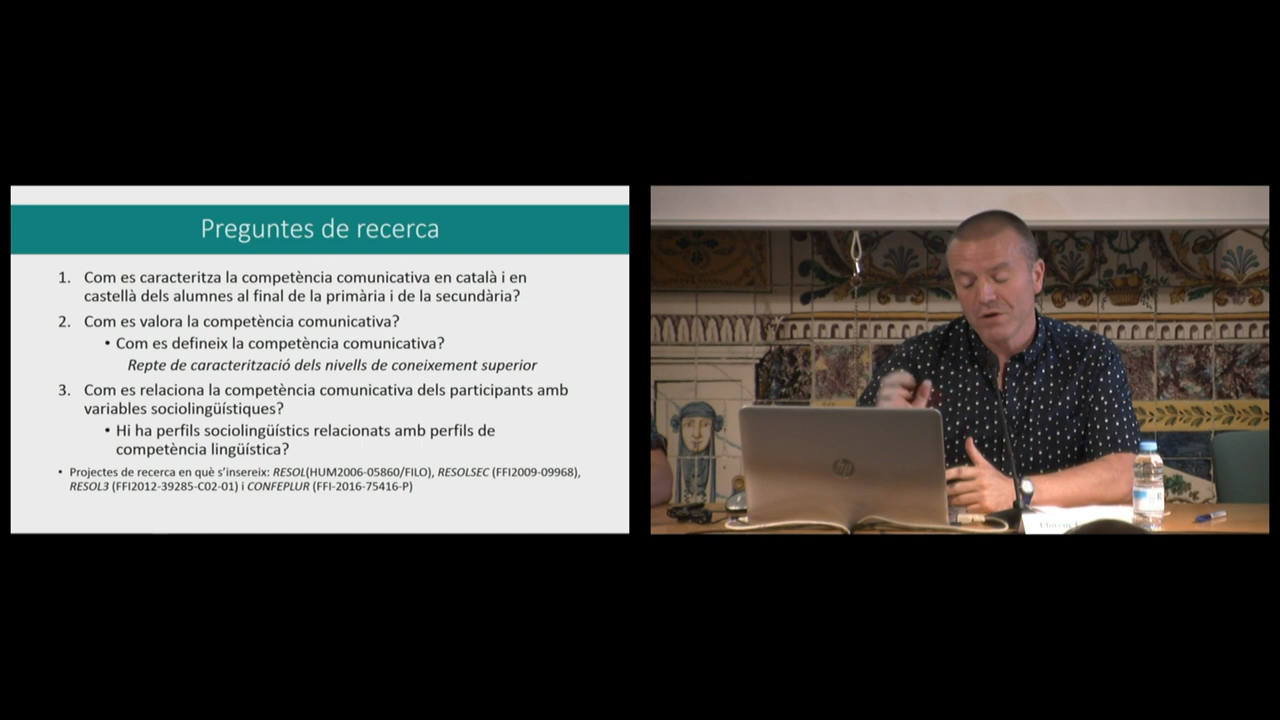 Preguntes de recerca
1. Com es caracteritza la competència comunicativa en català i en
castellà dels alumnes al final de la primària i de la secundària?
2. Com es valora la competència comunicativa?
• Com es defineix la competència comunicativa?
Repte de caracterització dels nivells de coneixement superior
3. Com es relaciona la competència comunicativa dels participants amb
variables sociolingüístiques?
• Hi ha perfils sociolingüístics relacionats amb perfils de
competència lingüística?
• Projectes de recerca en què s’insereix: RESOL(HUM2006-05860/FILO), RESOLSEC (FFI2009-09968),
RESOL3 (FFI2012-39285-C02-01) i CONFEPLUR (FFI-2016-75416-P)
hp